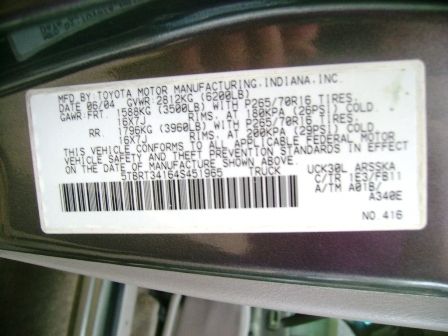 MFD.BY:TOYOTA MOTOR MANUFACTURING,INDIANA,INC.
DATE 06/04 GVWR 2812KG (6200LB)
GAWR:FRT. 1588KG (3500LB) WITH P265/70R16 TIRES,
16X7J RIMS, AT 180KPA (26PSI) COLD.
RR 1796KG (3960LB) WITH P265/70R16 TIRES,
16X7J RIMS, AT 200KPA (29PSI) COLD.
THIS VEHICLE CONFORMS TO ALL APPLICABLE FEDERAL MOTOR
VEHICLE SAFETY AND THEFT PREVENTION STANDARDS IN EFFECT ON
THE DATE OF MANUFACTURE SHOWN ABOVE.
5TBRT34164S451965 TRUCK UCK30L ARSSKA
C/TR 1E3/FB11
A/TM A01B/
A340E
NO. 416